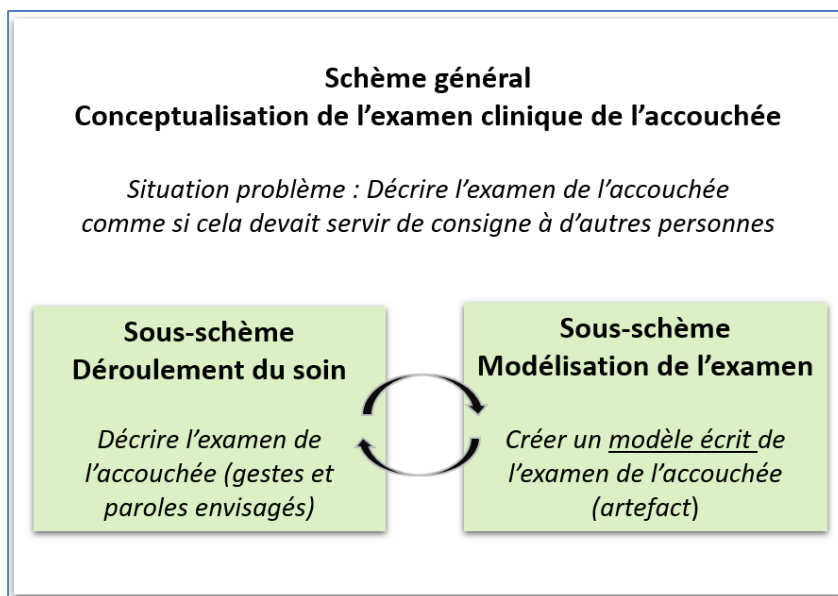 Schème général
Conceptualisation de l’examen clinique de l’accouchée
Situation problème : Décrire l’examen de l’accouchée
comme si cela devait servir de consigne à d’autres personnes
Sous-schème
Déroulement du soin
Décrire l’examen de
l’accouchée (gestes et
paroles envisagés)
Sous-schème
Modélisation de l’examen
Créer un modèle écrit de
l’examen de l’accouchée
(artefact)